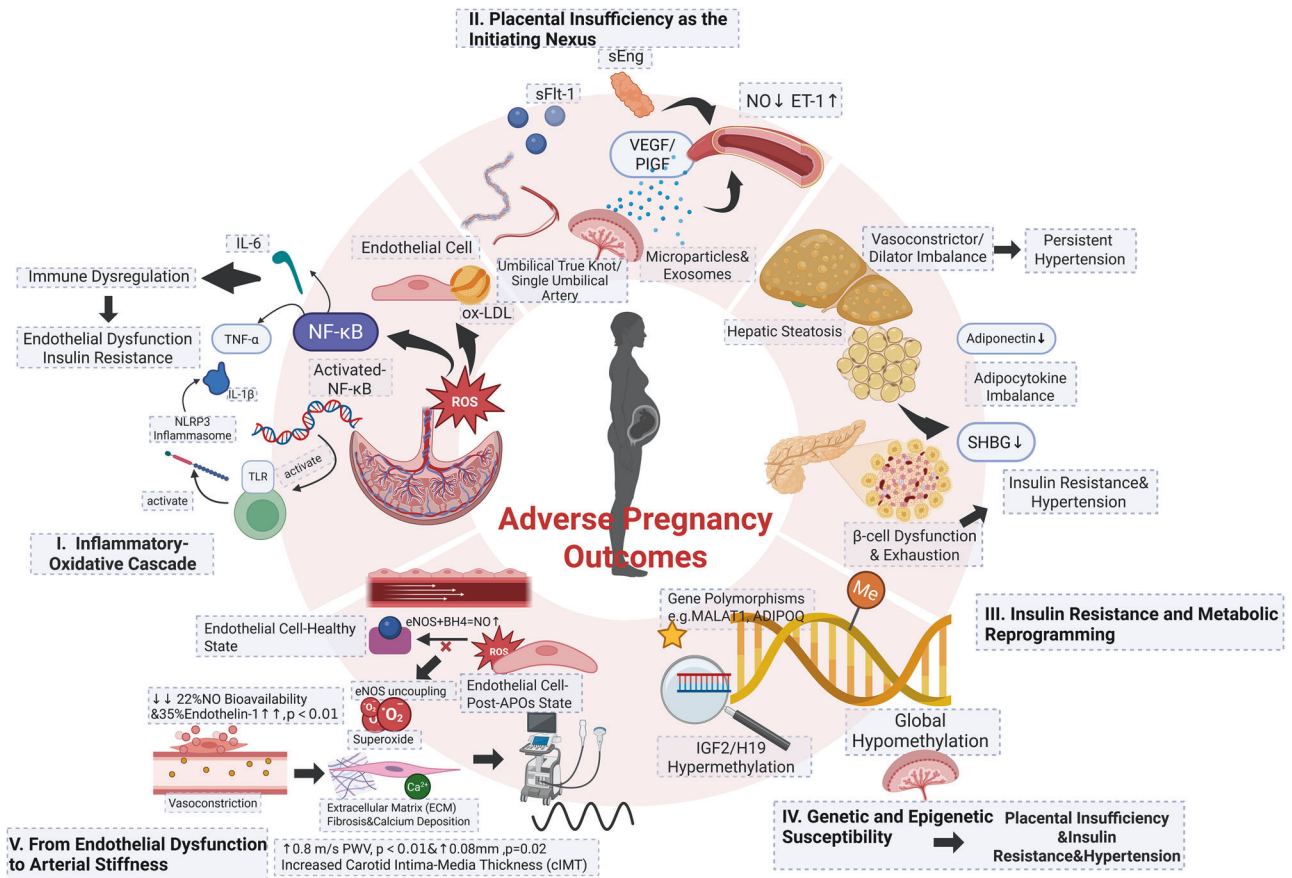 II. Placental Insufficiency as the
Initiating Nexus
sEng
sFlt-1
NO↓ ET-1↑
VEGF/
PIGF
Umbilical True Knot/
Single Umbilical
Artery
Microparticles&
Exosomes
IL-6
Endothelial Cell
ox-LDL
Immune Dysregulation
Endothelial Dysfunction
Insulin Resistance
TNF-α
NF-κB
Activated-
NF-κB
ROS
IL-1β
NLRP3
Inflammasome
TLR
activate
activate
I. Inflammatory-
Oxidative Cascade
Vasoconstrictor/
Dilator Imbalance
Persistent
Hypertension
Hepatic Steatosis
Adiponectin↓
Adipocytokine
Imbalance
SHBG↓
Insulin Resistance&
Hypertension
β-cell Dysfunction
& Exhaustion
III. Insulin Resistance and Metabolic
Reprogramming
Adverse Pregnancy
Outcomes
Gene Polymorphisms
e.g.MALAT1, ADIPOQ
Me
IGF2/H19
Hypermethylation
Global
Hypomethylation
IV. Genetic and Epigenetic
Susceptibility
Placental Insufficiency
&Insulin
Resistance&Hypertension
Endothelial Cell-Healthy
State
eNOS+BH4=NO↑
ROS
Endothelial Cell-
Post-APOs State
eNOS uncoupling
•O₂⁻
Superoxide
↓↓ 22%NO Bioavailability
&35%Endothelin-1↑↑,p < 0.01
Vasoconstriction
Ca²⁺
Extracellular Matrix (ECM)
Fibrosis&Calcium Deposition
V. From Endothelial Dysfunction
to Arterial Stiffness
↑0.8 m/s PWV, p < 0.01&↑0.08mm ,p=0.02
Increased Carotid Intima-Media Thickness (cIMT)